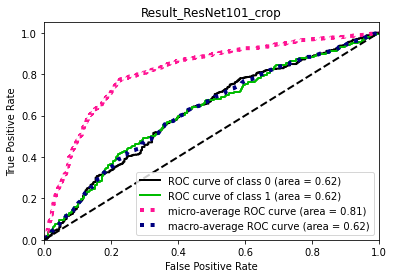 Result_ResNet101_crop
True Positive Rate
1.0
0.8
0.6
0.4
0.2
0.0
ROC curve of class 0 (area = 0.62)
ROC curve of class 1 (area = 0.62)
micro-average ROC curve (area = 0.81)
macro-average ROC curve (area = 0.62)
0.0 0.2 0.4 0.6 0.8 1.0
False Positive Rate